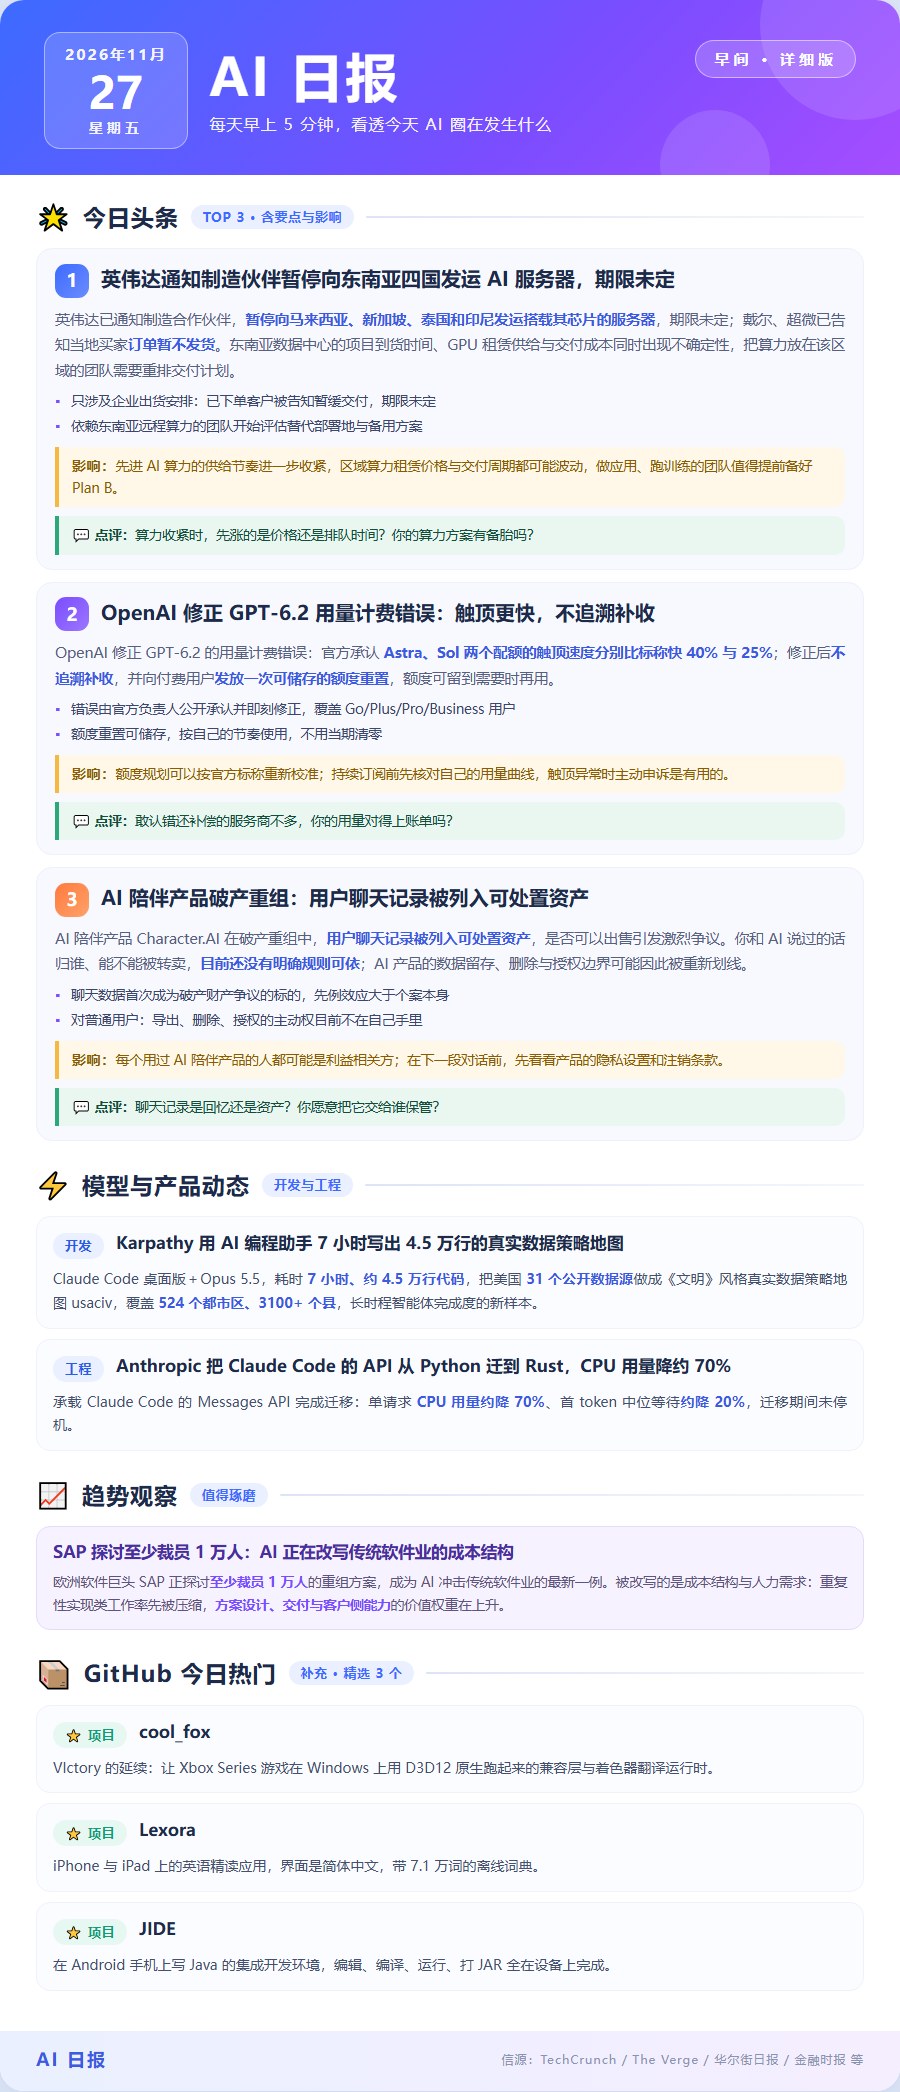 2026年11月
27
星期五
AI 日报
每天早上 5 分钟，看透今天 AI 圈在发生什么
早间 • 详细版
今日头条
TOP 3 • 含要点与影响
1 英伟达通知制造伙伴暂停向东南亚四国发运 AI 服务器，期限未定
英伟达已通知制造合作伙伴，暂停向马来西亚、新加坡、泰国和印尼发运搭载其芯片的服务器，期限未定；戴尔、超微已告
知当地买家订单暂不发货。东南亚数据中心的项目到货时间、GPU 租赁供给与交付成本同时出现不确定性，把算力放在该区
域的团队需要重排交付计划。
▪ 只涉及企业出货安排：已下单客户被告知暂缓交付，期限未定
▪ 依赖东南亚远程算力的团队开始评估替代部署地与备用方案
影响：先进 AI 算力的供给节奏进一步收紧，区域算力租赁价格与交付周期都可能波动，做应用、跑训练的团队值得提前备好
Plan B。
💬 点评：算力收紧时，先涨的是价格还是排队时间？你的算力方案有备胎吗？
2 OpenAI 修正 GPT-6.2 用量计费错误：触顶更快，不追溯补收
OpenAI 修正 GPT-6.2 的用量计费错误：官方承认 Astra、Sol 两个配额的触顶速度分别比标称快 40% 与 25%；修正后不
追溯补收，并向付费用户发放一次可储存的额度重置，额度可留到需要时再用。
▪ 错误由官方负责人公开承认并即刻修正，覆盖 Go/Plus/Pro/Business 用户
▪ 额度重置可储存，按自己的节奏使用，不用当期清零
影响：额度规划可以按官方标称重新校准；持续订阅前先核对自己的用量曲线，触顶异常时主动申诉是有用的。
💬 点评：敢认错还补偿的服务商不多，你的用量对得上账单吗？
3 AI 陪伴产品破产重组：用户聊天记录被列入可处置资产
AI 陪伴产品 Character.AI 在破产重组中，用户聊天记录被列入可处置资产，是否可以出售引发激烈争议。你和 AI 说过的话
归谁、能不能被转卖，目前还没有明确规则可依；AI 产品的数据留存、删除与授权边界可能因此被重新划线。
▪ 聊天数据首次成为破产财产争议的标的，先例效应大于个案本身
▪ 对普通用户：导出、删除、授权的主动权目前不在自己手里
影响：每个用过 AI 陪伴产品的人都可能是利益相关方；在下一段对话前，先看看产品的隐私设置和注销条款。
💬 点评：聊天记录是回忆还是资产？你愿意把它交给谁保管？
模型与产品动态
开发与工程
开发 Karpathy 用 AI 编程助手 7 小时写出 4.5 万行的真实数据策略地图
Claude Code 桌面版 + Opus 5.5，耗时 7 小时、约 4.5 万行代码，把美国 31 个公开数据源做成《文明》风格真实数据策略地
图 usaciv，覆盖 524 个都市区、3100+ 个县，长时程智能体完成度的新样本。
工程 Anthropic 把 Claude Code 的 API 从 Python 迁到 Rust，CPU 用量降约 70%
承载 Claude Code 的 Messages API 完成迁移：单请求 CPU 用量约降 70%、首 token 中位等待约降 20%，迁移期间未停
机。
趋势观察
值得琢磨
SAP 探讨至少裁员 1 万人：AI 正在改写传统软件业的成本结构
欧洲软件巨头 SAP 正探讨至少裁员 1 万人的重组方案，成为 AI 冲击传统软件业的最新一例。被改写的是成本结构与人力需求：重复
性实现类工作率先被压缩，方案设计、交付与客户侧能力的价值权重在上升。
GitHub 今日热门
补充 • 精选 3 个
⭐ 项目 cool_fox
VIctory 的延续：让 Xbox Series 游戏在 Windows 上用 D3D12 原生跑起来的兼容层与着色器翻译运行时。
⭐ 项目 Lexora
iPhone 与 iPad 上的英语精读应用，界面是简体中文，带 7.1 万词的离线词典。
⭐ 项目 JIDE
在 Android 手机上写 Java 的集成开发环境，编辑、编译、运行、打 JAR 全在设备上完成。
AI 日报
信源：TechCrunch / The Verge / 华尔街日报 / 金融时报 等